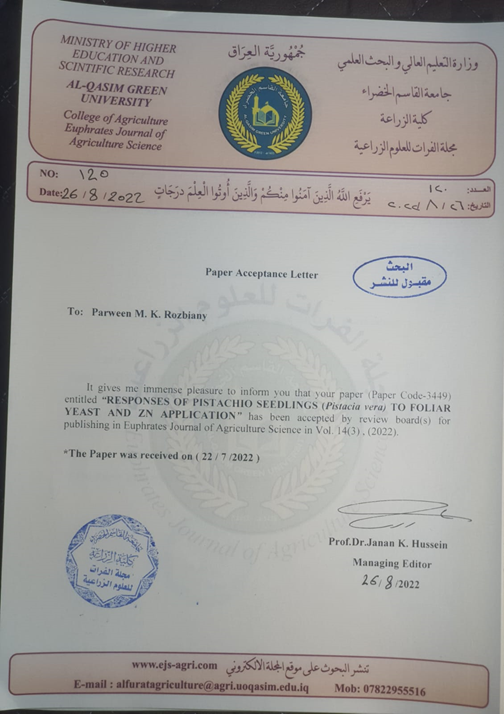 MINISTRY OF HIGHER
EDUCATION AND
SCINTIFIC RESEARCH
AL-QASIM GREEN
UNIVERSITY
College of Agriculture
Euphrates Journal of
Agriculture Science
جمهورية العراق
وزارة التعليم العالي والبحث العلمي
جامعة القاسم الخضراء
كلية الزراعة
مجلة الفرات للعلوم الزراعية
NO: 120
Date: 26/8/2022
يَرْفَعِ اللَّهُ الَّذِينَ آمَنُوا مِنكُمْ وَالَّذِينَ أُوتُوا الْعِلْمَ دَرَجَاتٍ
العـــدد: ١٢٠
التاريخ: ٢٦/٨/٢٠٢٢
البحث
مقبول للنشر
Paper Acceptance Letter
To: Parween M. K. Rozbiany
It gives me immense pleasure to inform you that your paper (Paper Code-3449)
entitled "RESPONSES OF PISTACHIO SEEDLINGS (Pistacia vera) TO FOLIAR
YEAST AND ZN APPLICATION" has been accepted by review board(s) for
publishing in Euphrates Journal of Agriculture Science in Vol. 14(3) , (2022).
*The Paper was received on ( 22 / 7 /2022 )
Prof.Dr.Janan K. Hussein
Managing Editor
26/8/2022
كلية الزراعة
مجلة الفرات
للعلوم الزراعية
www.ejs-agri.com تنشر البحوث على موقع المجلة الالكتروني
E-mail : alfuratagriculture@agri.uoqasim.edu.iq Mob: 07822955516